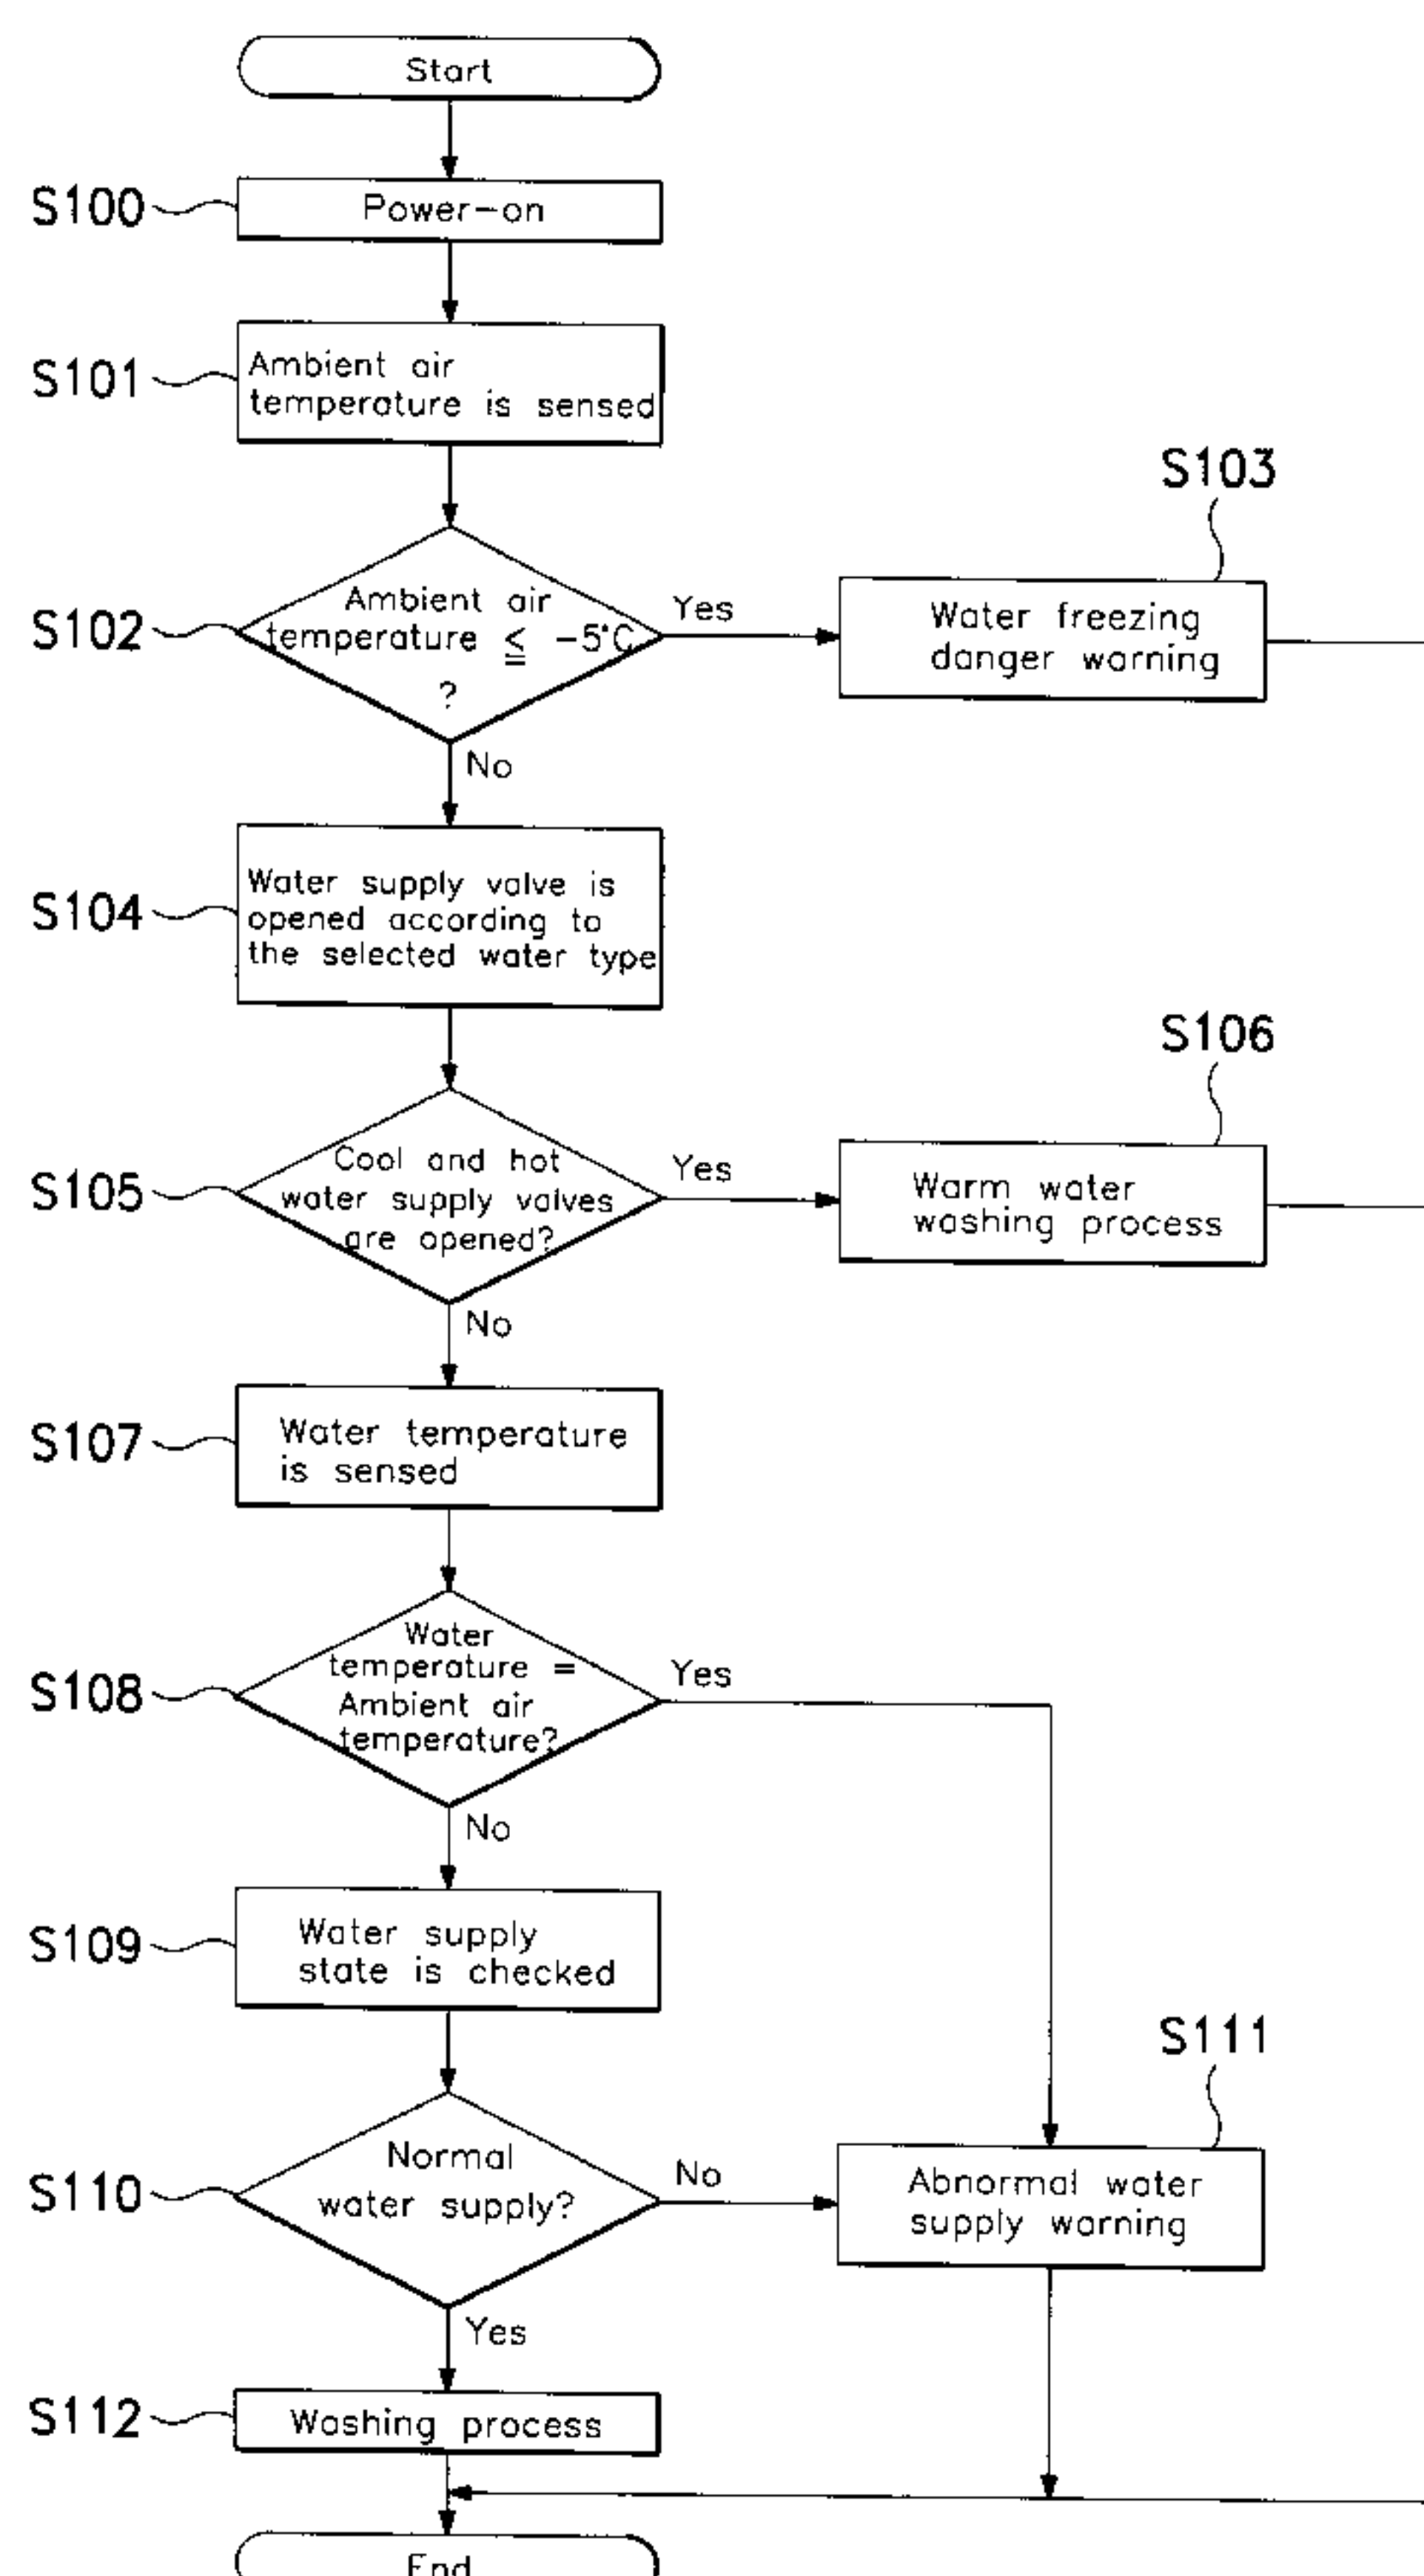 Start
S100
Power-on
S101
Ambient air
temperature is sensed
S103
S102
Ambient air
temperature ≦ -5°C
?
Yes
Water freezing
danger warning
No
S104
Water supply valve is
opened according to
the selected water type
S106
S105
Cool and hot
water supply valves
are opened?
Yes
Warm water
washing process
No
S107
Water temperature
is sensed
S108
Water
temperature =
Ambient air
temperature?
Yes
No
S109
Water supply
state is checked
S111
S110
Normal
water supply?
No
Abnormal water
supply warning
Yes
S112
Washing process
End